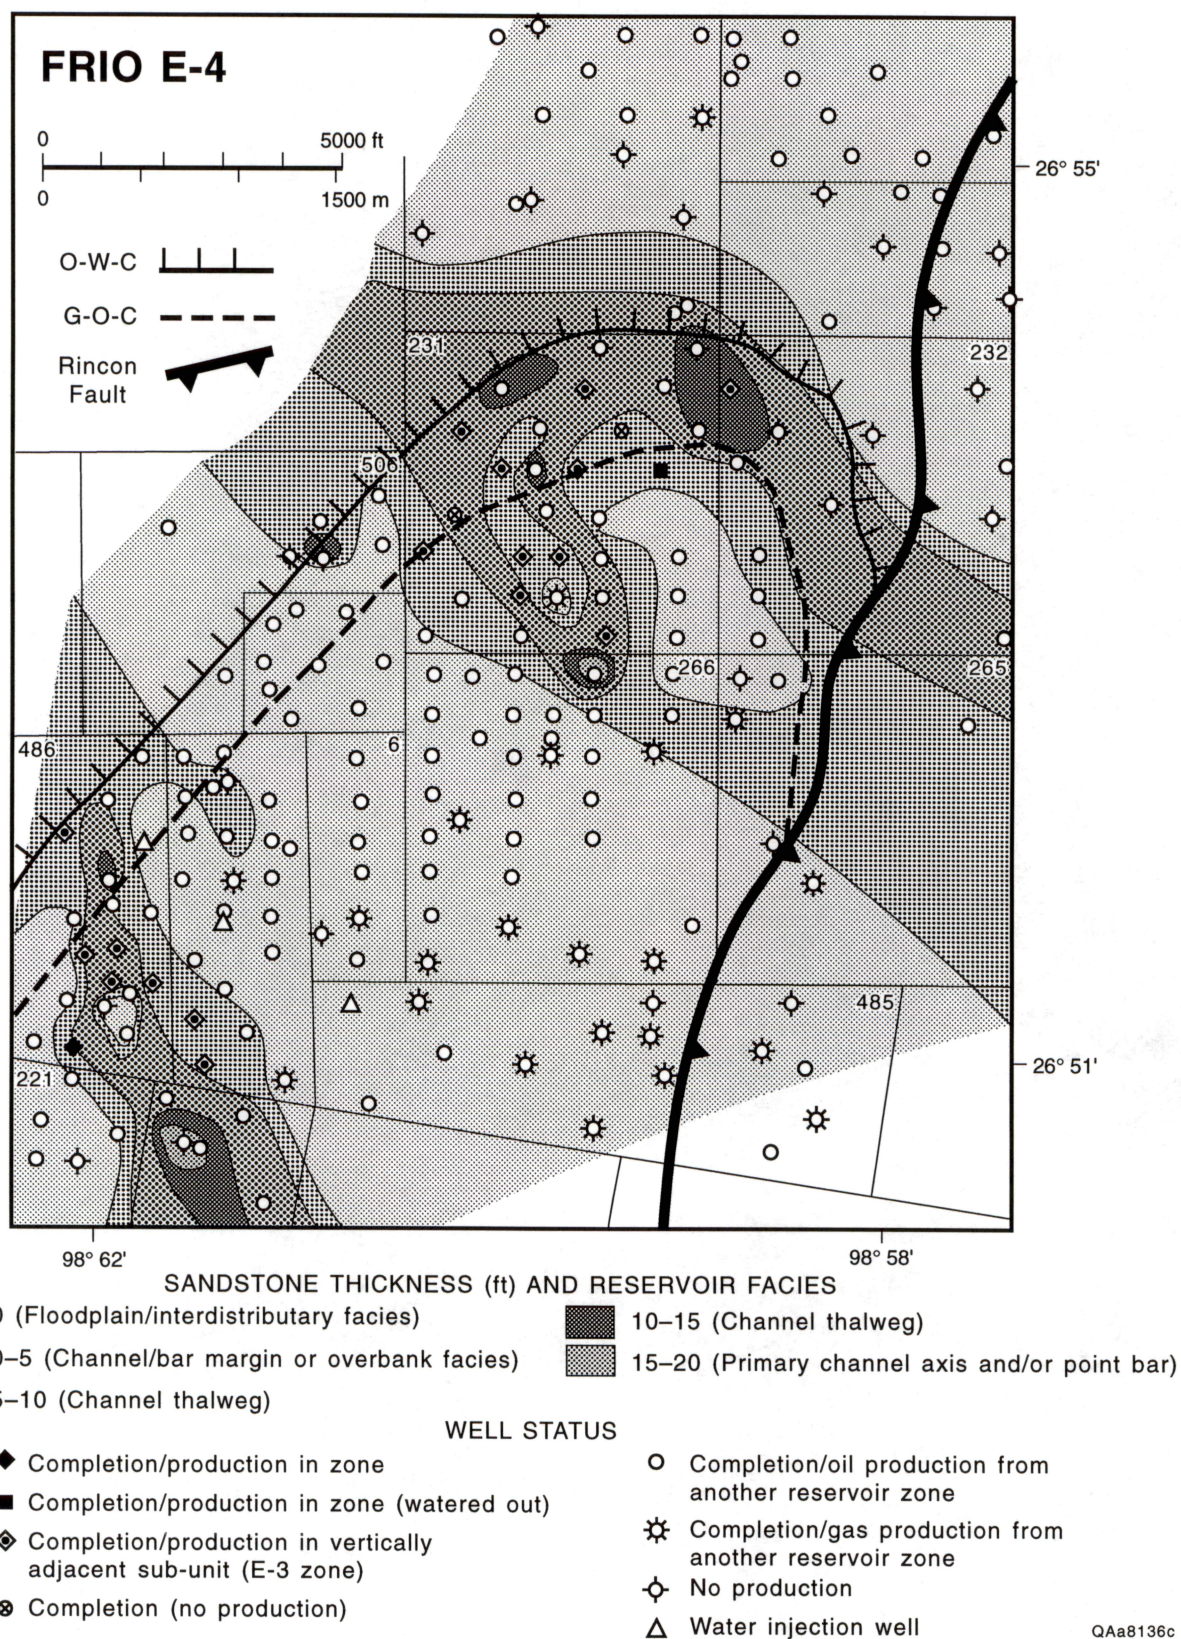 FRIO E-4
0 5000 ft
0 1500 m
O-W-C
G-O-C
Rincon
Fault
26° 55'
231
232
506
266
265
486
6
485
26° 51'
221
98° 62'
98° 58'
SANDSTONE THICKNESS (ft) AND RESERVOIR FACIES
0 (Floodplain/interdistributary facies)
0–5 (Channel/bar margin or overbank facies)
5–10 (Channel thalweg)
10–15 (Channel thalweg)
15–20 (Primary channel axis and/or point bar)
WELL STATUS
Completion/production in zone
Completion/production in zone (watered out)
Completion/production in vertically
adjacent sub-unit (E-3 zone)
Completion (no production)
Completion/oil production from
another reservoir zone
Completion/gas production from
another reservoir zone
No production
Water injection well
QAa8136c